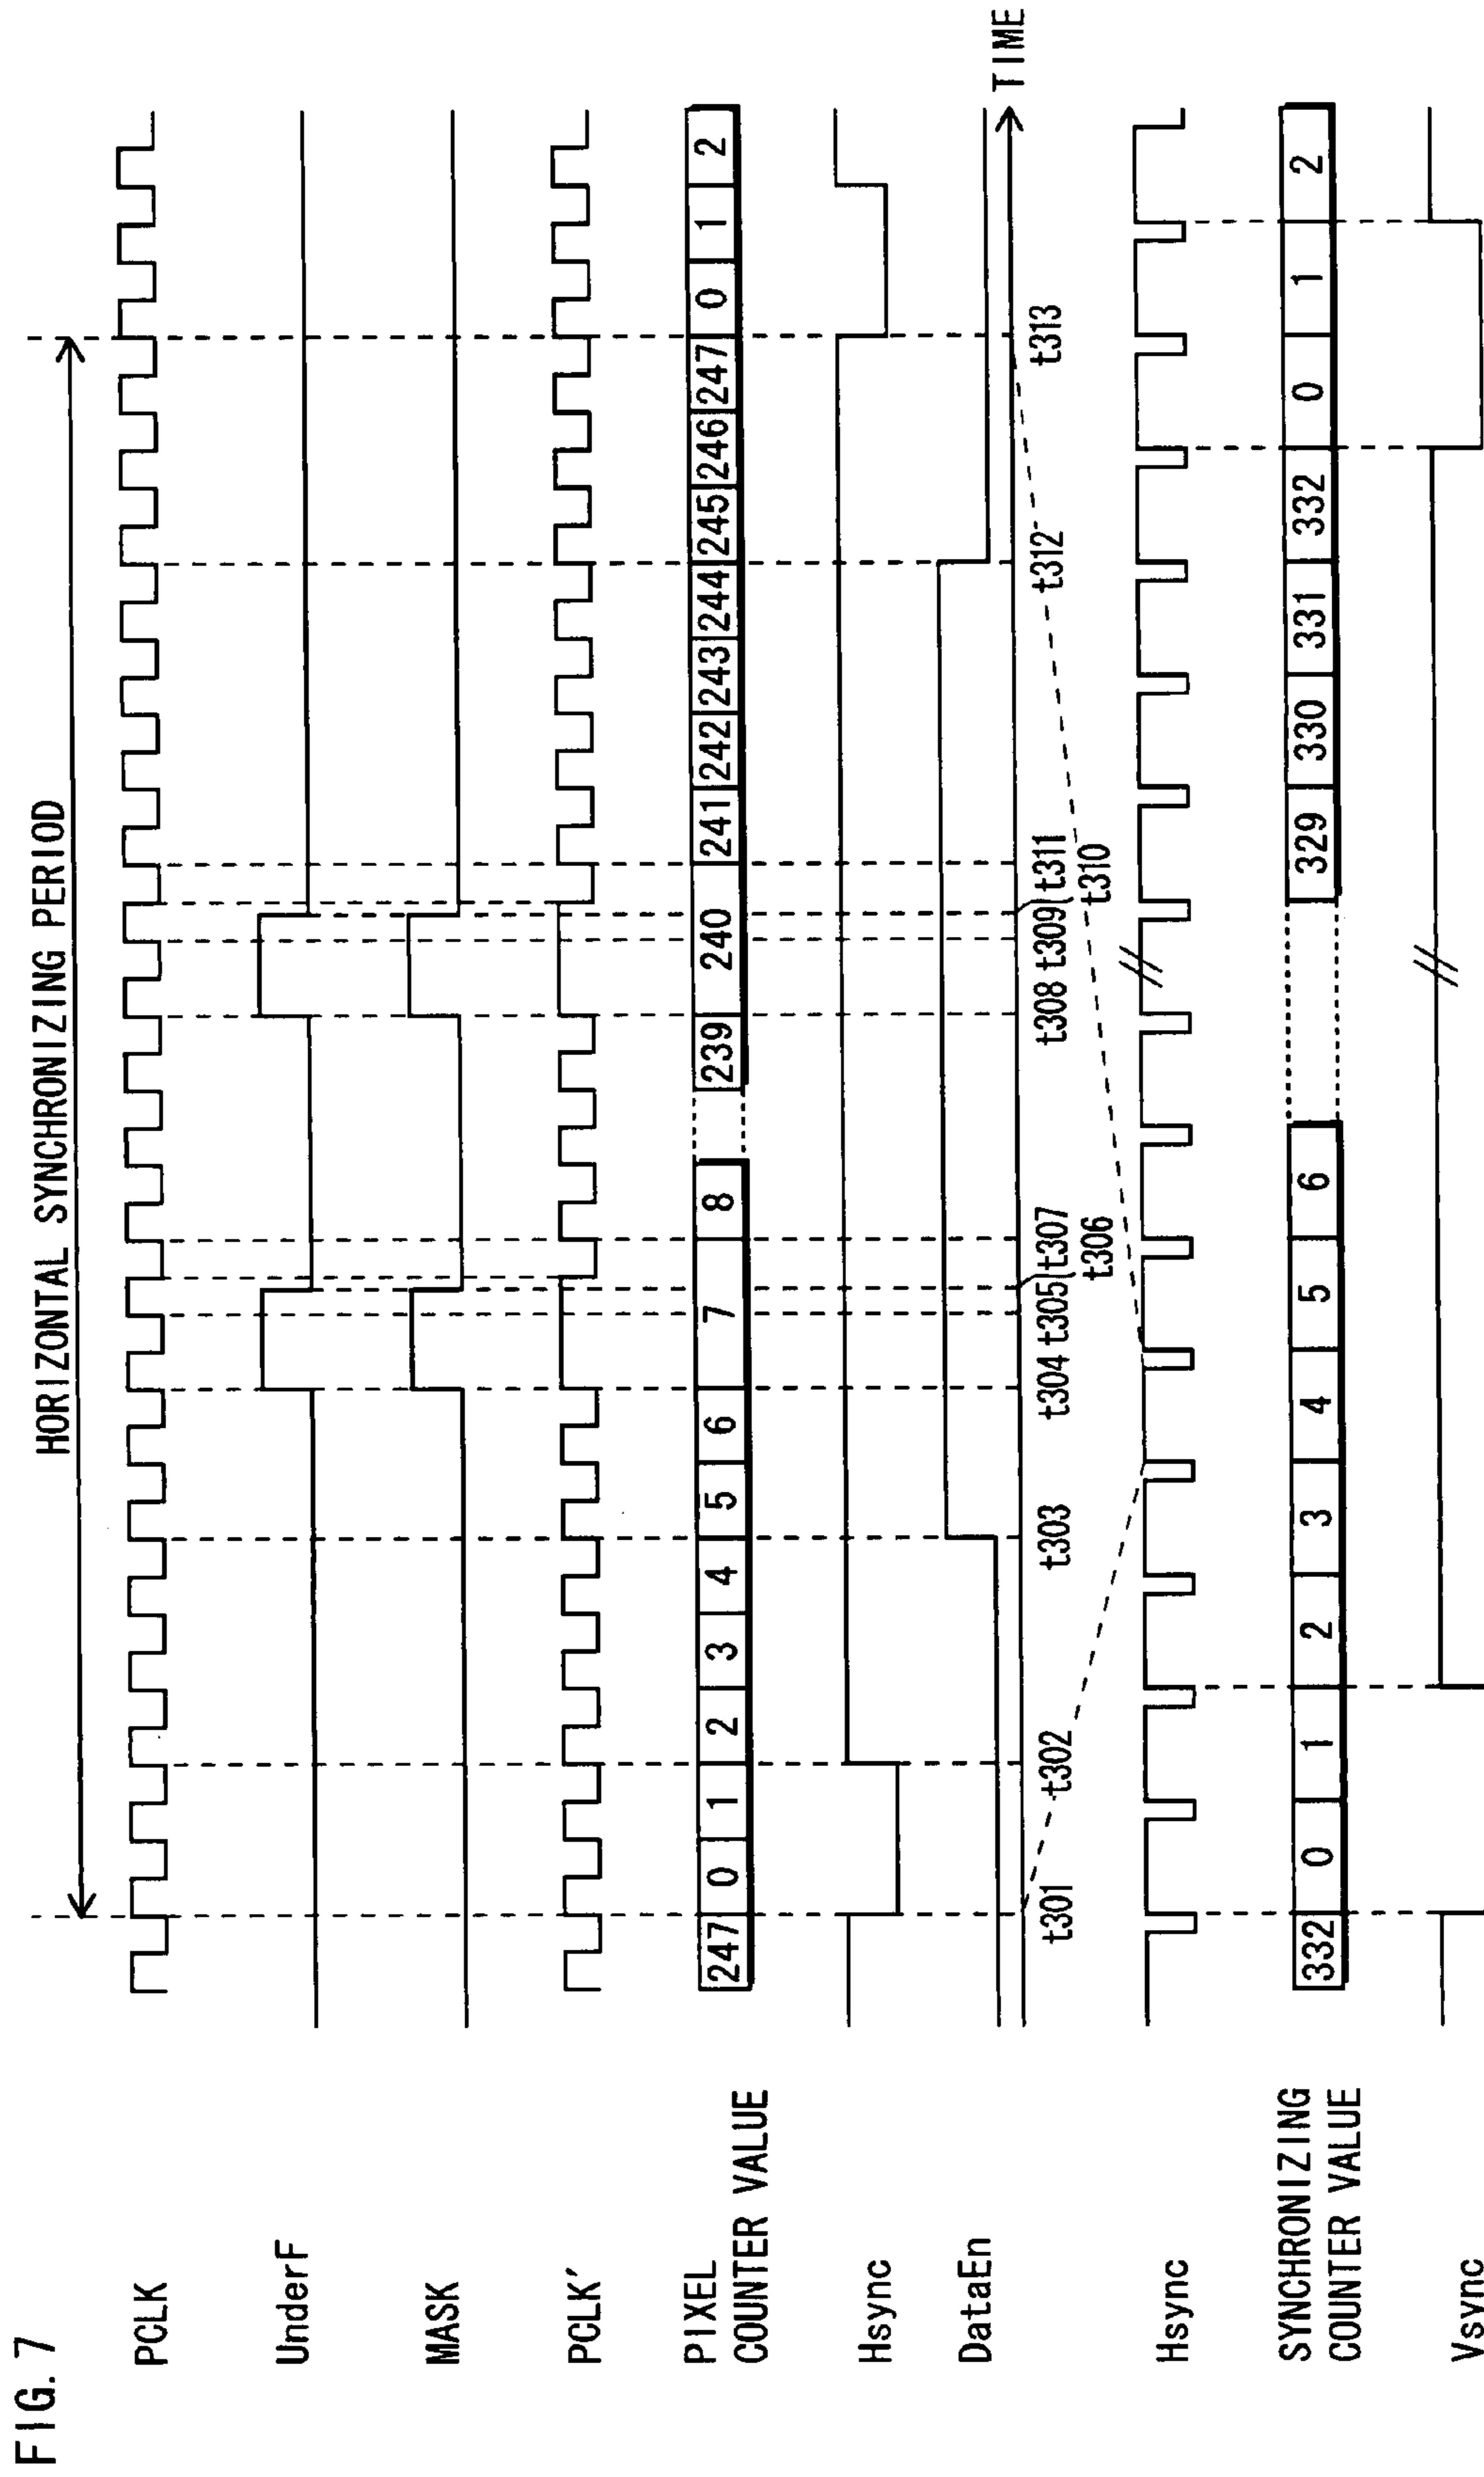 FIG. 7
HORIZONTAL SYNCHRONIZING PERIOD
PCLK
UnderF
MASK
PCLK'
PIXEL
COUNTER VALUE
247 0 1 2 3 4 5 6 7 8 239 240 241 242 243 244 245 246 247 0 1 2
Hsync
DataEn
TIME
t301 t302 t303 t304 t305 t307 t308 t309 t311 t312 t313
t306 t310
Hsync
SYNCHRONIZING
COUNTER VALUE
332 0 1 2 3 4 5 6 329 330 331 332 0 1 2
Vsync